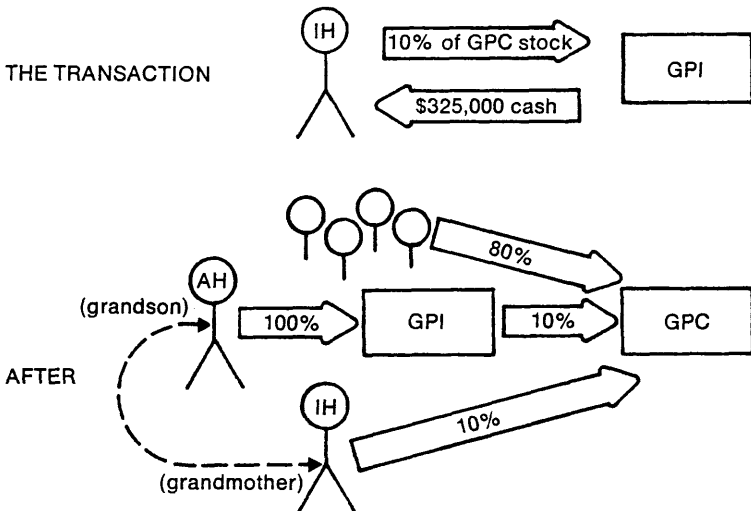 IH
10% of GPC stock
THE TRANSACTION
GPI
$325,000 cash
80%
AH
(grandson)
100%
GPI
10%
GPC
AFTER
IH
10%
(grandmother)